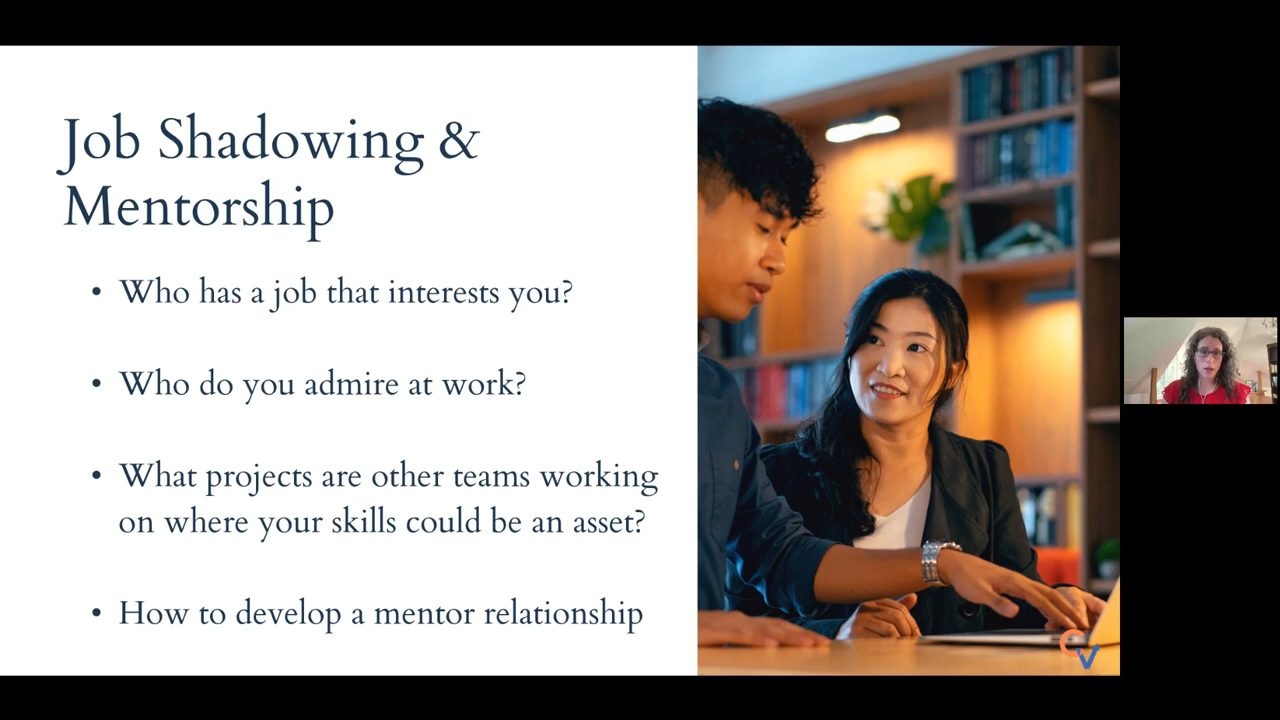 Job Shadowing &
Mentorship
• Who has a job that interests you?
• Who do you admire at work?
• What projects are other teams working
on where your skills could be an asset?
• How to develop a mentor relationship
CV